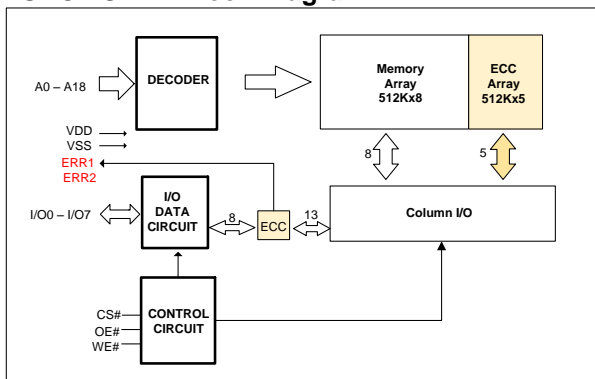 DECODER
A0 – A18
Memory
Array
512Kx8
ECC
Array
512Kx5
VDD
VSS
ERR1
ERR2
8
5
I/O0 – I/O7
I/O
DATA
CIRCUIT
8
ECC
13
Column I/O
CS#
OE#
WE#
CONTROL
CIRCUIT